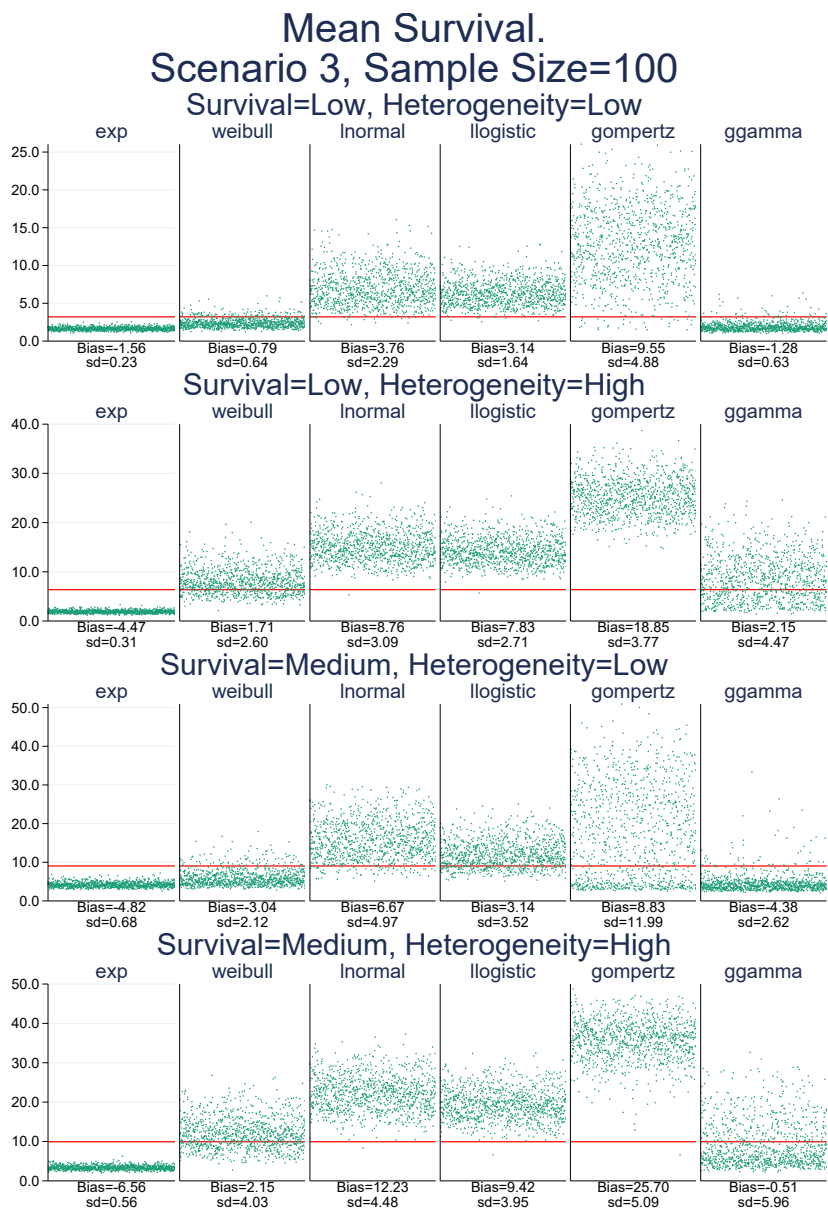 Mean Survival.
Scenario 3, Sample Size=100
Survival=Low, Heterogeneity=Low
exp weibull lnormal llogistic gompertz ggamma
25.0
20.0
15.0
10.0
5.0
0.0
Bias=-1.56 Bias=-0.79 Bias=3.76 Bias=3.14 Bias=9.55 Bias=-1.28
sd=0.23 sd=0.64 sd=2.29 sd=1.64 sd=4.88 sd=0.63
Survival=Low, Heterogeneity=High
exp weibull lnormal llogistic gompertz ggamma
40.0
30.0
20.0
10.0
0.0
Bias=-4.47 Bias=1.71 Bias=8.76 Bias=7.83 Bias=18.85 Bias=2.15
sd=0.31 sd=2.60 sd=3.09 sd=2.71 sd=3.77 sd=4.47
Survival=Medium, Heterogeneity=Low
exp weibull lnormal llogistic gompertz ggamma
50.0
40.0
30.0
20.0
10.0
0.0
Bias=-4.82 Bias=-3.04 Bias=6.67 Bias=3.14 Bias=8.83 Bias=-4.38
sd=0.68 sd=2.12 sd=4.97 sd=3.52 sd=11.99 sd=2.62
Survival=Medium, Heterogeneity=High
exp weibull lnormal llogistic gompertz ggamma
50.0
40.0
30.0
20.0
10.0
0.0
Bias=-6.56 Bias=2.15 Bias=12.23 Bias=9.42 Bias=25.70 Bias=-0.51
sd=0.56 sd=4.03 sd=4.48 sd=3.95 sd=5.09 sd=5.96